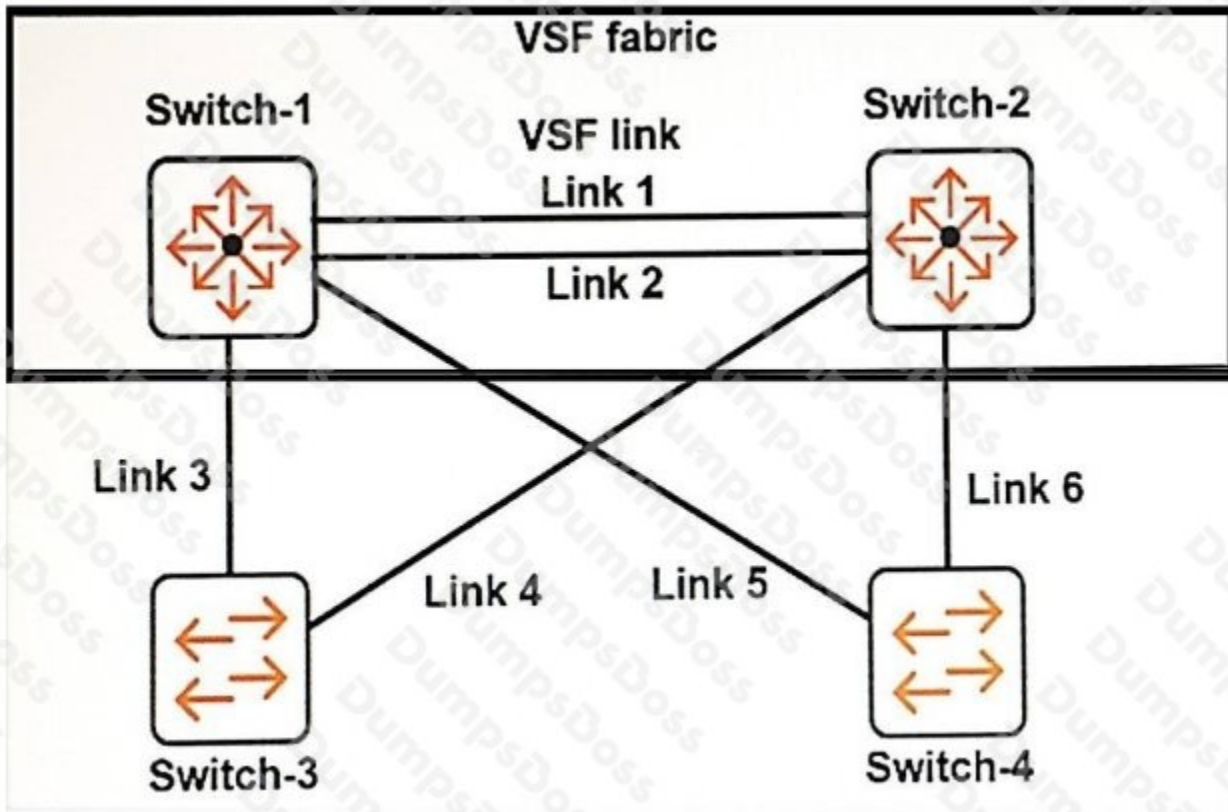 VSF fabric
Switch-1
Switch-2
VSF link
Link 1
Link 2
Link 3
Link 4
Link 5
Link 6
Switch-3
Switch-4
DumpsDoss